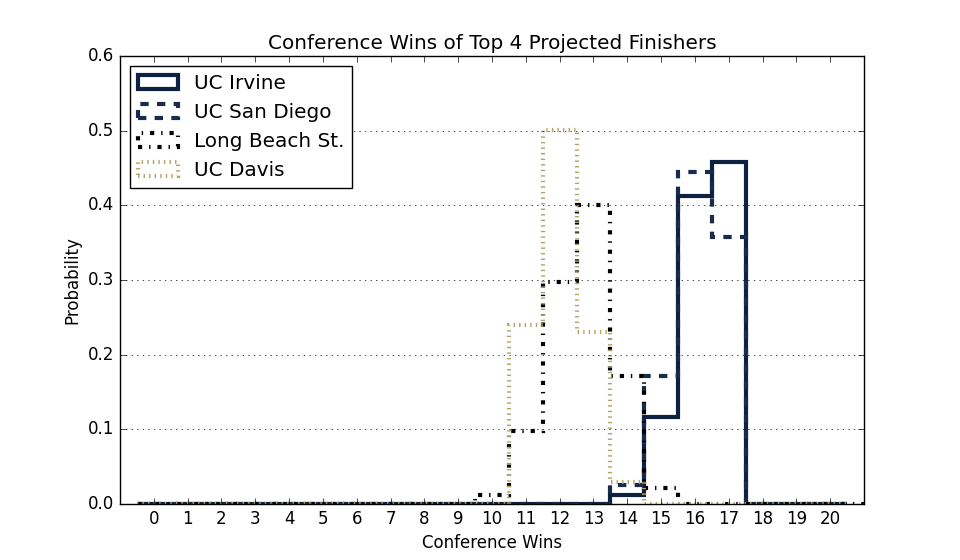 Conference Wins of Top 4 Projected Finishers
UC Irvine
UC San Diego
Long Beach St.
UC Davis
Probability
0.6
0.5
0.4
0.3
0.2
0.1
0.0
0 1 2 3 4 5 6 7 8 9 10 11 12 13 14 15 16 17 18 19 20
Conference Wins